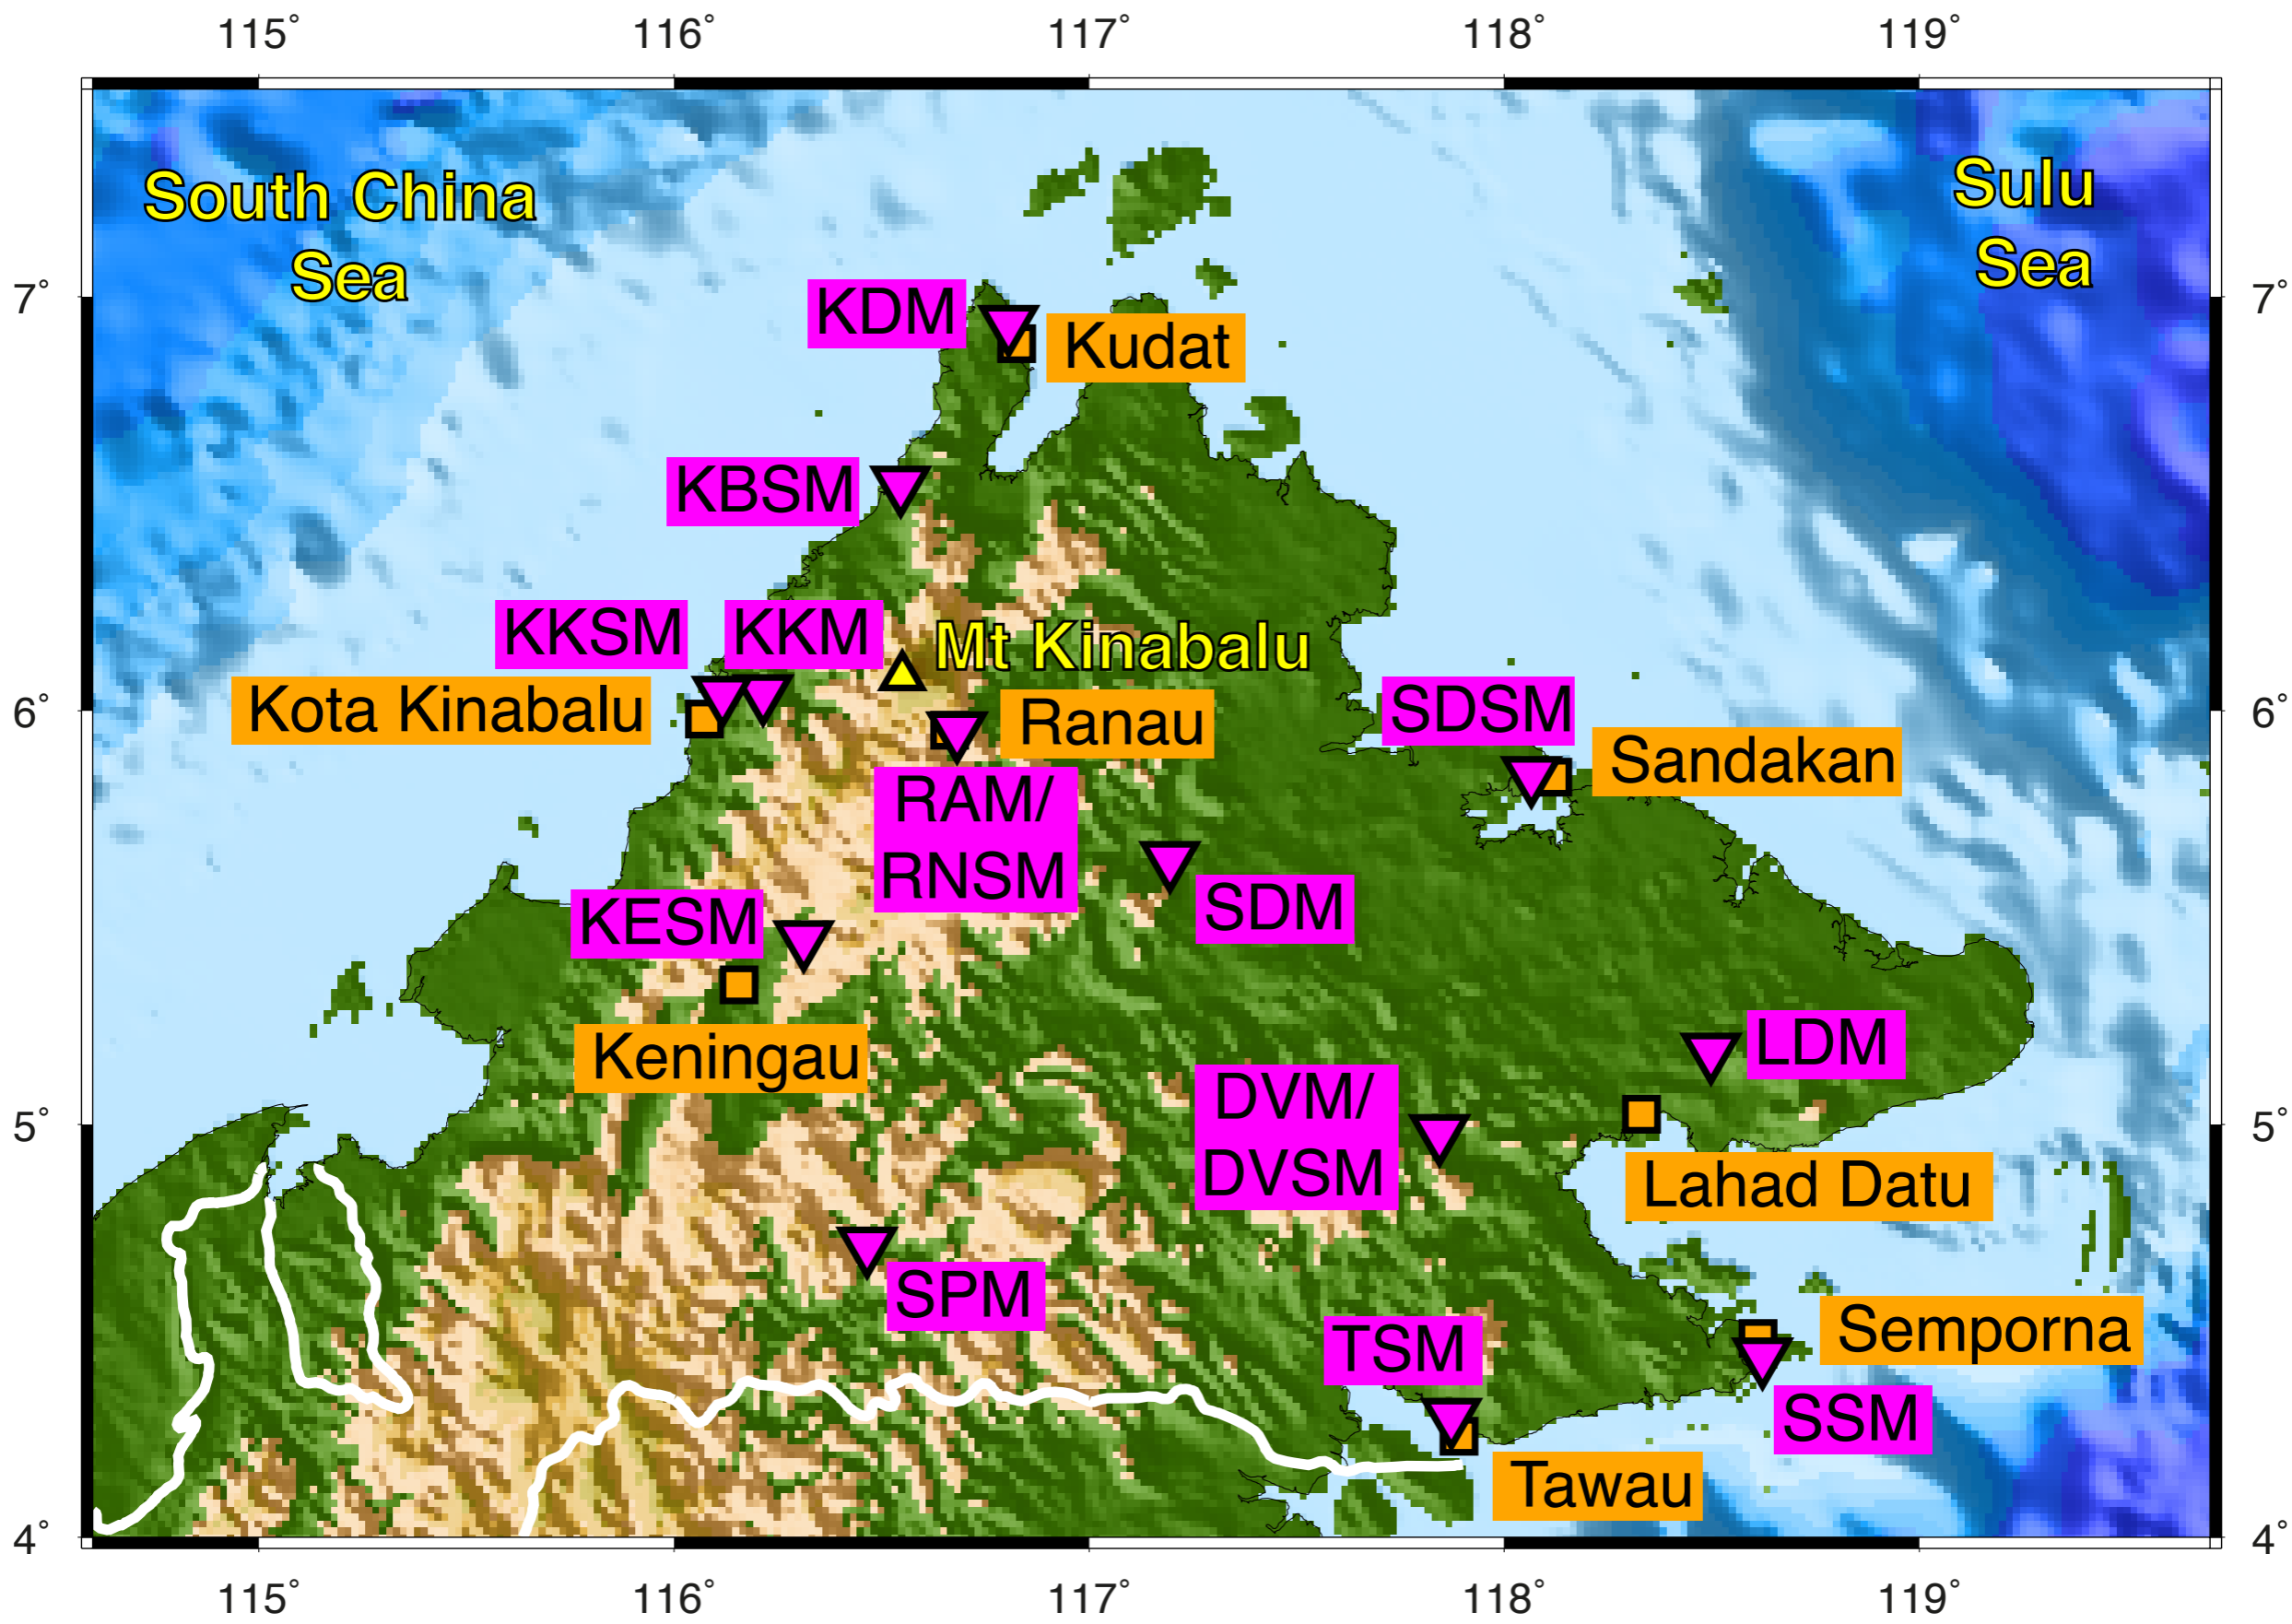 115° 116° 117° 118° 119°
South China
Sea
Sulu
Sea
7°
7°
KDM
Kudat
KBSM
KKSM
KKM
Mt Kinabalu
Kota Kinabalu
6°
6°
Ranau
SDSM
Sandakan
RAM/
RNSM
SDM
KESM
Keningau
LDM
DVM/
DVSM
5°
5°
Lahad Datu
SPM
Semporna
TSM
SSM
Tawau
4°
4°
115° 116° 117° 118° 119°